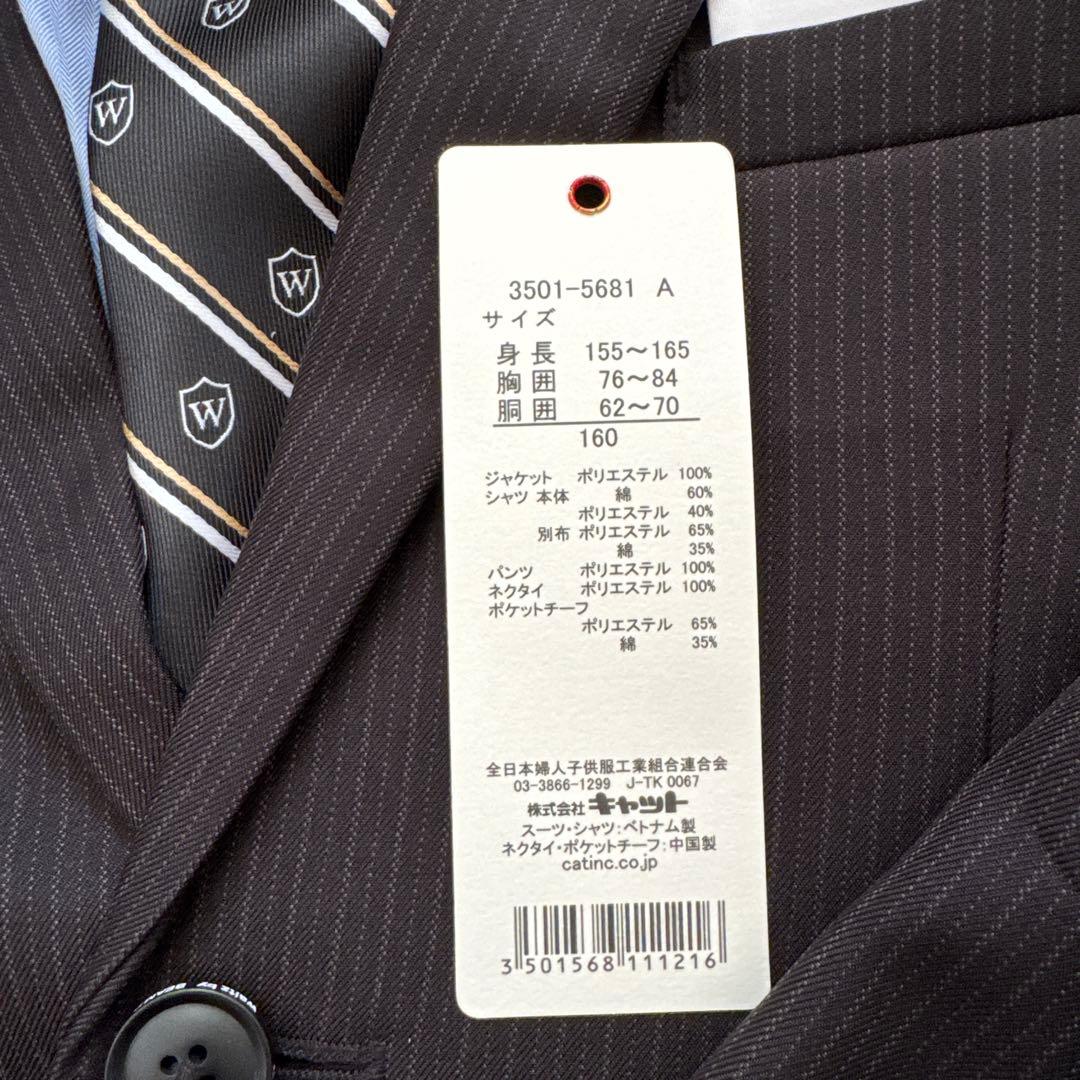 W
W
W
W
3501-5681 A
サイズ
身長 155～165
胸囲 76～84
胴囲 62～70
160
ジャケット ポリエステル 100%
シャツ 本体 綿 60%
ポリエステル 40%
別布 ポリエステル 65%
綿 35%
パンツ ポリエステル 100%
ネクタイ ポリエステル 100%
ポケットチーフ
ポリエステル 65%
綿 35%
全日本婦人子供服工業組合連合会
03-3866-1299 J-TK 0067
株式会社 キャット
スーツ・シャツ：ベトナム製
ネクタイ・ポケットチーフ：中国製
catinc.co.jp
3 501568 111216